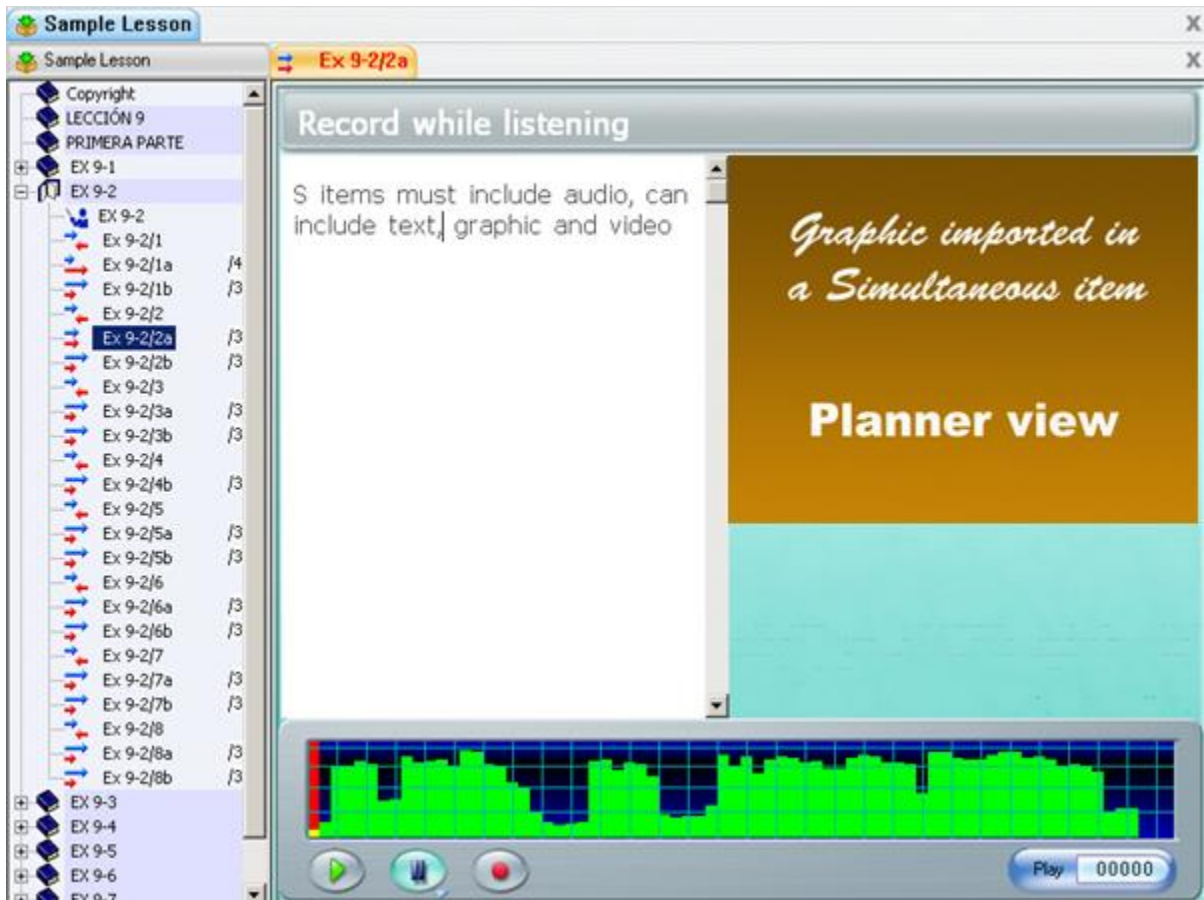 Sample Lesson
X
Sample Lesson
Ex 9-2/2a
X
Copyright
LECCIÓN 9
PRIMERA PARTE
EX 9-1
EX 9-2
EX 9-2
Ex 9-2/1
Ex 9-2/1a /4
Ex 9-2/1b /3
Ex 9-2/2
Ex 9-2/2a /3
Ex 9-2/2b /3
Ex 9-2/3
Ex 9-2/3a /3
Ex 9-2/3b /3
Ex 9-2/4
Ex 9-2/4b /3
Ex 9-2/5
Ex 9-2/5a /3
Ex 9-2/5b /3
Ex 9-2/6
Ex 9-2/6a /3
Ex 9-2/6b /3
Ex 9-2/7
Ex 9-2/7a /3
Ex 9-2/7b /3
Ex 9-2/8
Ex 9-2/8a /3
Ex 9-2/8b /3
EX 9-3
EX 9-4
EX 9-5
EX 9-6
EX 9-7
Record while listening
S items must include audio, can
include text, graphic and video
Graphic imported in
a Simultaneous item
Planner view
Play 00000